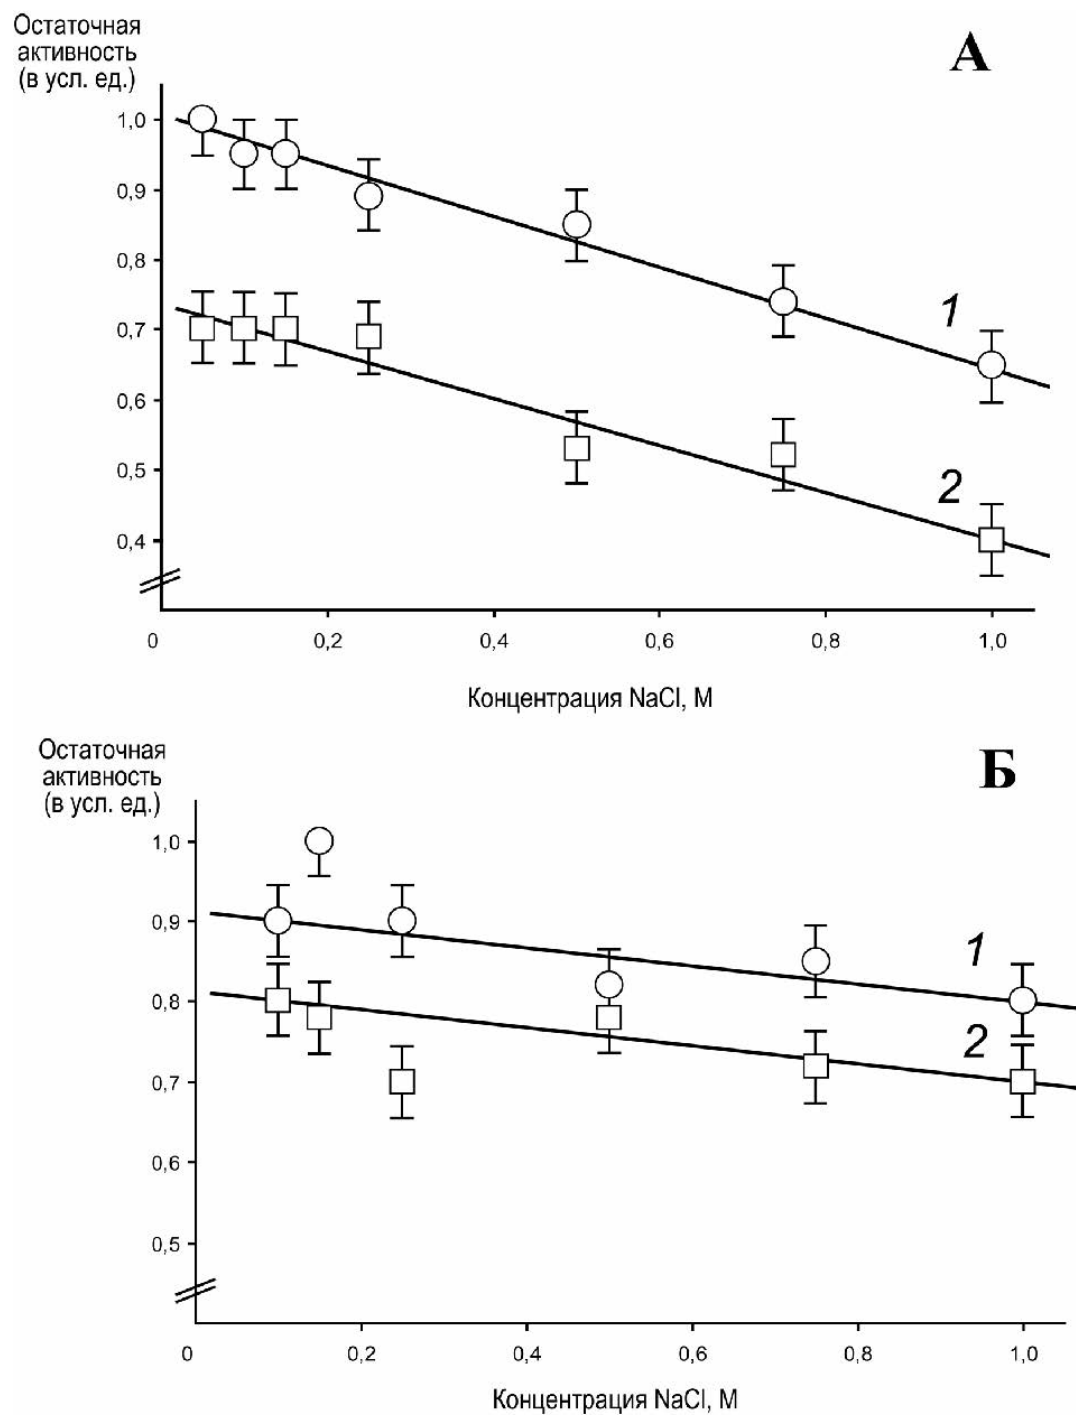 Остаточная
активность
(в усл. ед.)
А
1,0
0,9
0,8
0,7
0,6
0,5
0,4
1
2
0 0,2 0,4 0,6 0,8 1,0
Концентрация NaCl, М
Остаточная
активность
(в усл. ед.)
Б
1,0
0,9
0,8
0,7
0,6
0,5
1
2
0 0,2 0,4 0,6 0,8 1,0
Концентрация NaCl, М